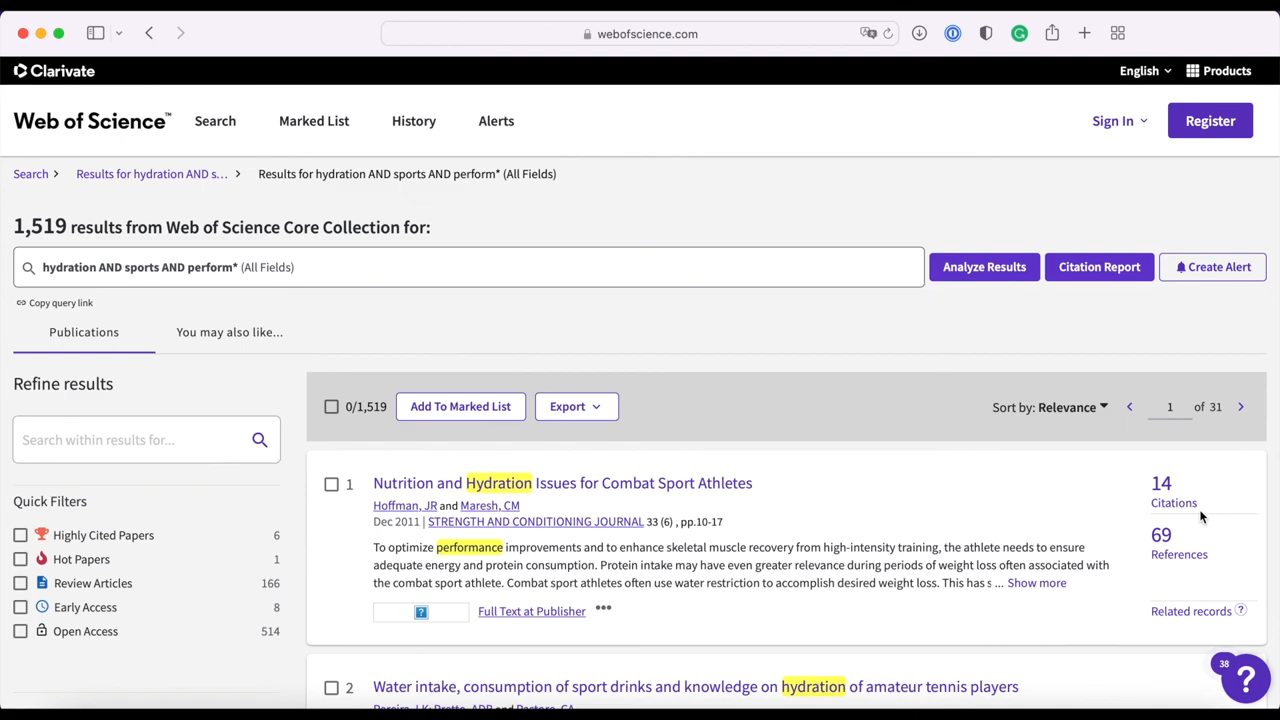 webofscience.com
Clarivate
English
Products
Web of Science™
Search
Marked List
History
Alerts
Sign In
Register
Search > Results for hydration AND s... > Results for hydration AND sports AND perform* (All Fields)
1,519 results from Web of Science Core Collection for:
hydration AND sports AND perform* (All Fields)
Analyze Results
Citation Report
Create Alert
Copy query link
Publications
You may also like...
Refine results
0/1,519
Add To Marked List
Export
Sort by: Relevance
1 of 31
Search within results for...
Quick Filters
Highly Cited Papers 6
Hot Papers 1
Review Articles 166
Early Access 8
Open Access 514
1 Nutrition and Hydration Issues for Combat Sport Athletes
Hoffman, JR and Maresh, CM
Dec 2011 | STRENGTH AND CONDITIONING JOURNAL 33 (6) , pp.10-17
To optimize performance improvements and to enhance skeletal muscle recovery from high-intensity training, the athlete needs to ensure
adequate energy and protein consumption. Protein intake may have even greater relevance during periods of weight loss often associated with
the combat sport athlete. Combat sport athletes often use water restriction to accomplish desired weight loss. This has s ... Show more
Full Text at Publisher
14
Citations
69
References
Related records ?
38
?
2 Water intake, consumption of sport drinks and knowledge on hydration of amateur tennis players